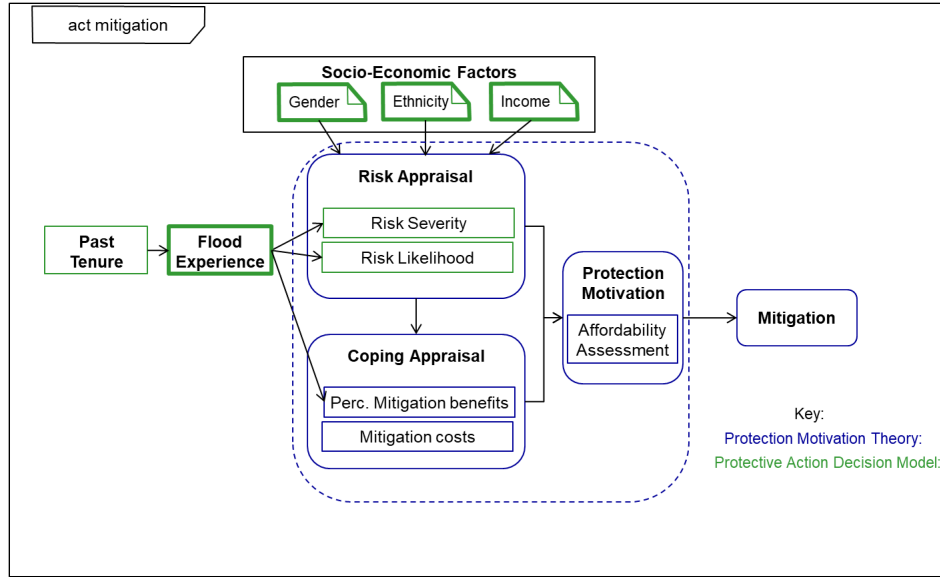 act mitigation
Socio-Economic Factors
Gender
Ethnicity
Income
Risk Appraisal
Risk Severity
Risk Likelihood
Past
Tenure
Flood
Experience
Protection
Motivation
Affordability
Assessment
Mitigation
Coping Appraisal
Perc. Mitigation benefits
Mitigation costs
Key:
Protection Motivation Theory:
Protective Action Decision Model: